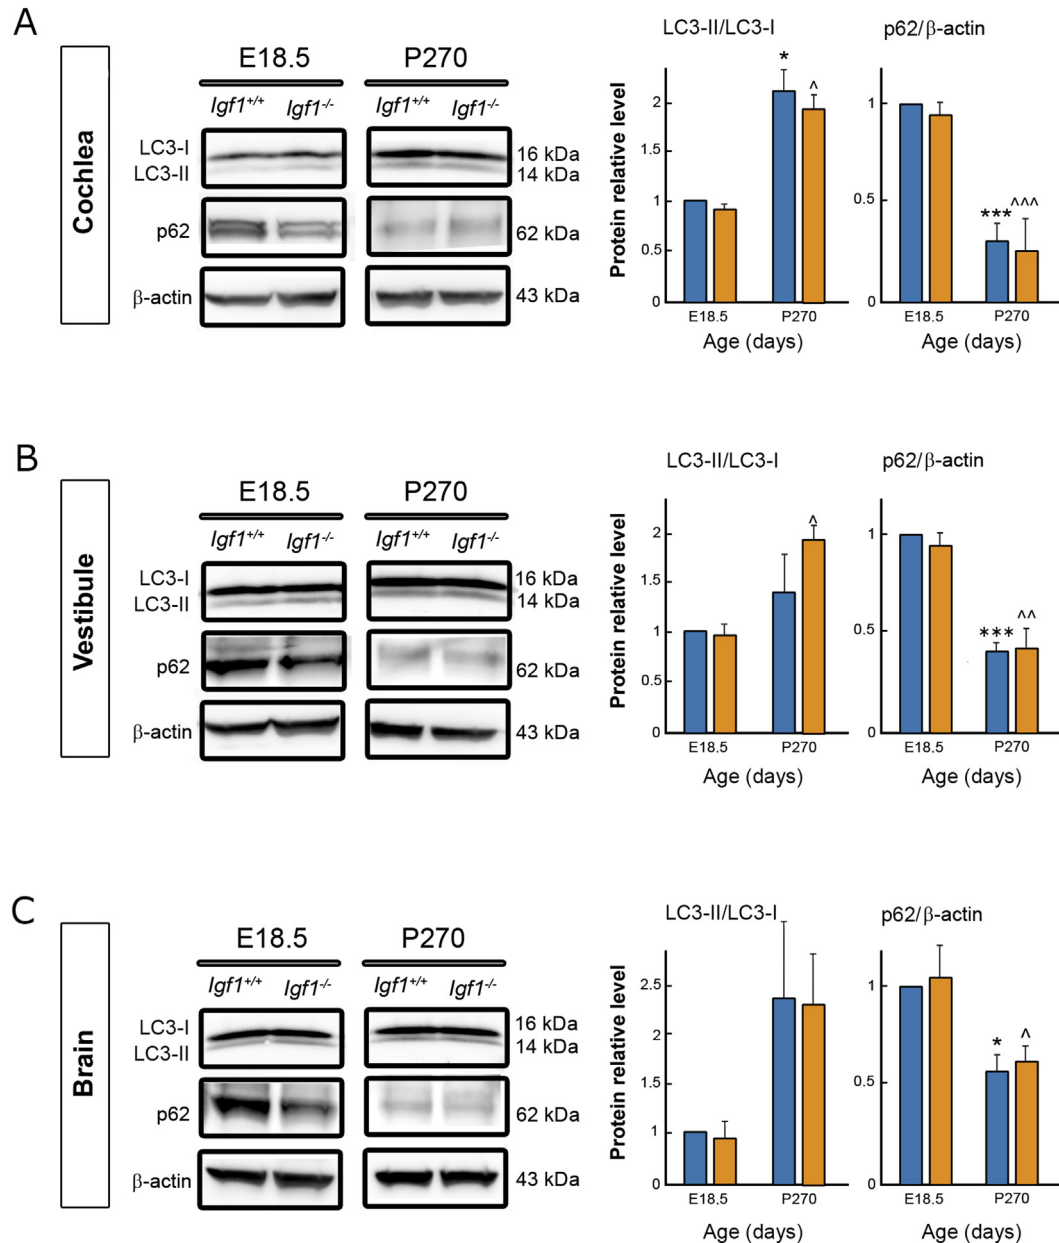 A
Cochlea
E18.5 P270
Igf1+/+ Igf1-/- Igf1+/+ Igf1-/-
LC3-I 16 kDa
LC3-II 14 kDa
p62 62 kDa
β-actin 43 kDa
LC3-II/LC3-I
Protein relative level
2
1
0.5
0
*
^
E18.5 P270
Age (days)
p62/β-actin
1
0.5
0
***
^^^
E18.5 P270
Age (days)
B
Vestibule
E18.5 P270
Igf1+/+ Igf1-/- Igf1+/+ Igf1-/-
LC3-I 16 kDa
LC3-II 14 kDa
p62 62 kDa
β-actin 43 kDa
LC3-II/LC3-I
Protein relative level
2
1.5
1
0.5
0
^
E18.5 P270
Age (days)
p62/β-actin
1
0.5
0
***
^^
E18.5 P270
Age (days)
C
Brain
E18.5 P270
Igf1+/+ Igf1-/- Igf1+/+ Igf1-/-
LC3-I 16 kDa
LC3-II 14 kDa
p62 62 kDa
β-actin 43 kDa
LC3-II/LC3-I
Protein relative level
2.5
2
1.5
1
0
E18.5 P270
Age (days)
p62/β-actin
1
0.5
0
*
^
E18.5 P270
Age (days)